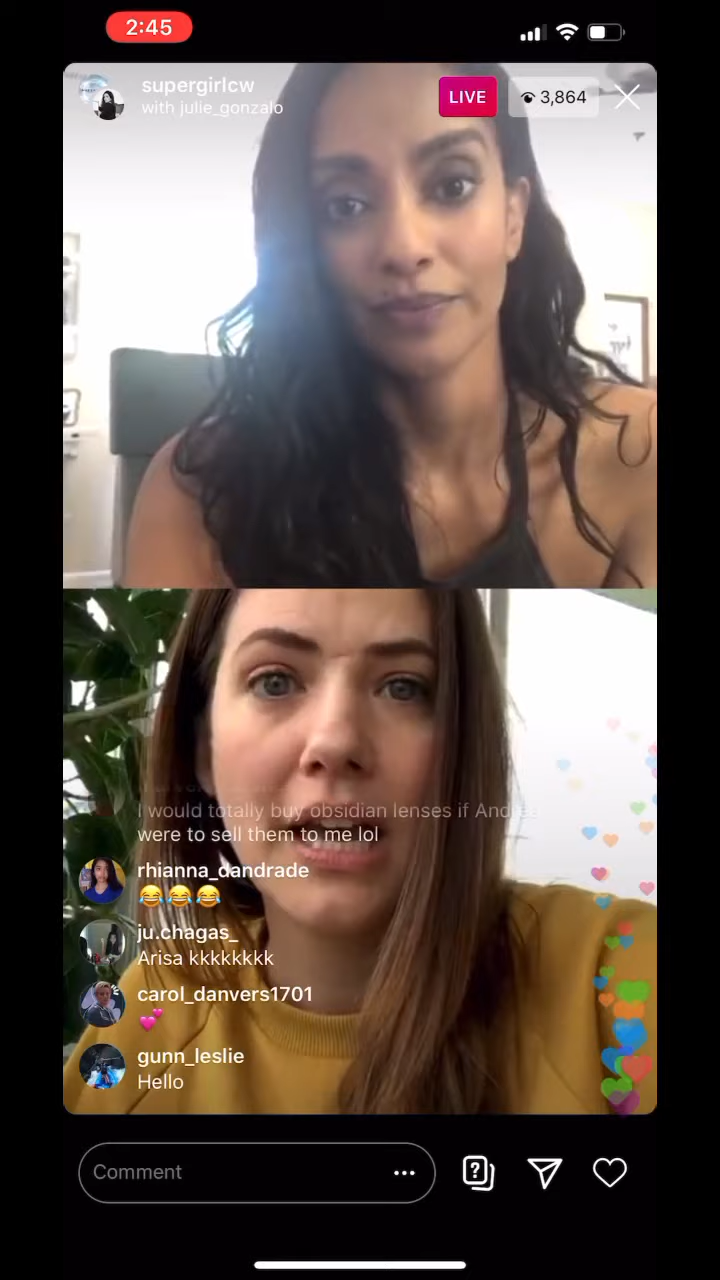 2:45
supergirlcw
with julie_gonzalo
LIVE
3,864
I would totally buy obsidian lenses if Andrea
were to sell them to me lol
rhianna_dandrade
😂😂😂
ju.chagas_
Arisa kkkkkkkk
carol_danvers1701
💕
gunn_leslie
Hello
Comment